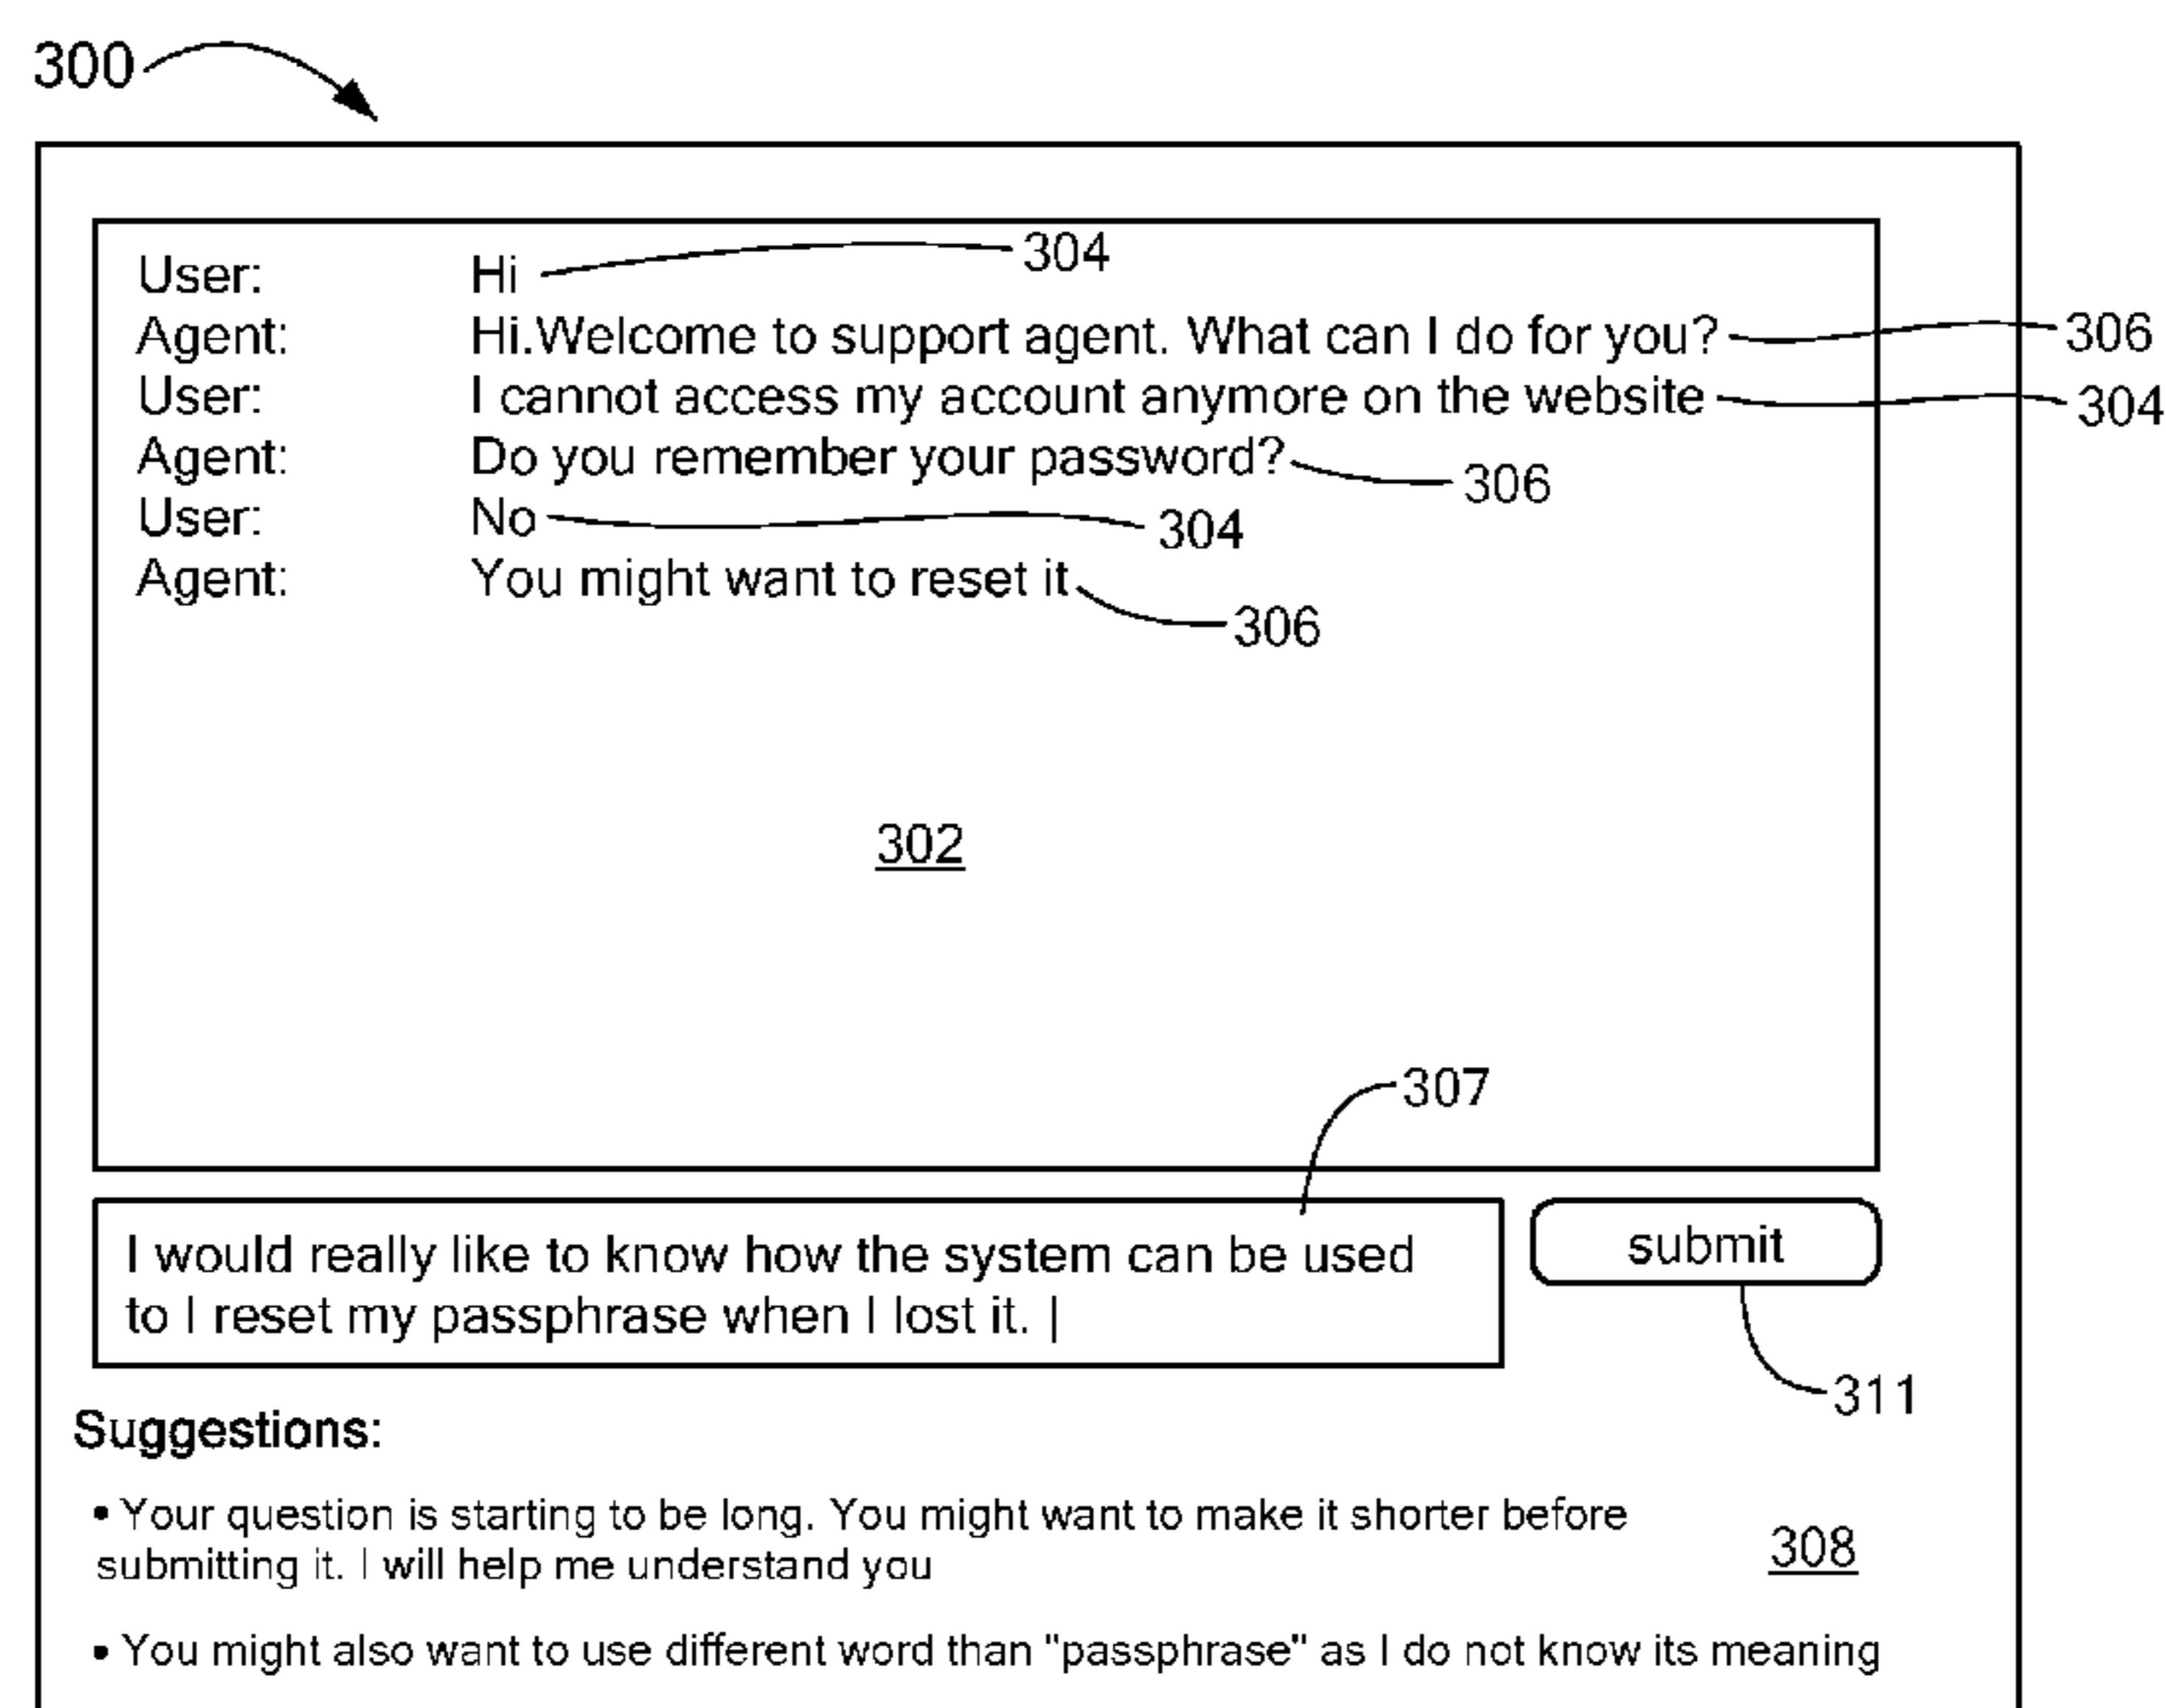 300
User: Hi 304
Agent: Hi.Welcome to support agent. What can I do for you? 306
User: I cannot access my account anymore on the website 304
Agent: Do you remember your password? 306
User: No 304
Agent: You might want to reset it 306
302
307
I would really like to know how the system can be used
to I reset my passphrase when I lost it. |
submit
311
Suggestions:
• Your question is starting to be long. You might want to make it shorter before
submitting it. I will help me understand you
308
• You might also want to use different word than "passphrase" as I do not know its meaning